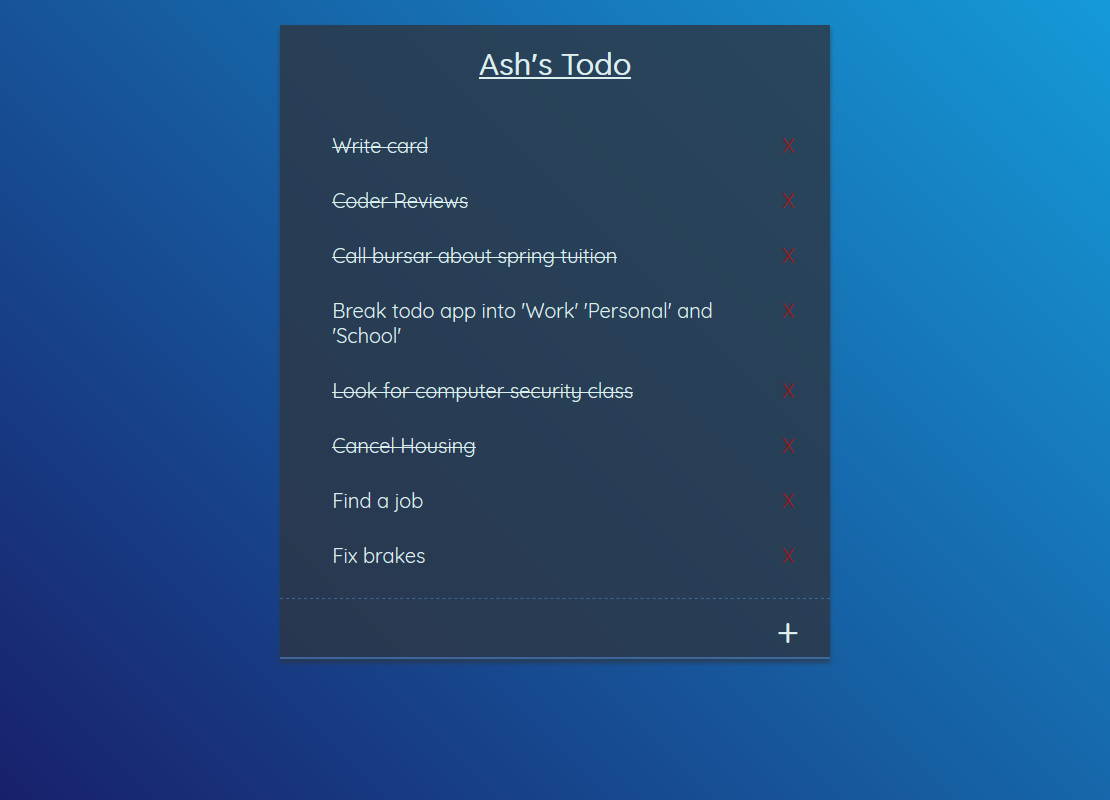 Ash's Todo
Write card X
Coder Reviews X
Call bursar about spring tuition X
Break todo app into 'Work' 'Personal' and X
'School'
Look for computer security class X
Cancel Housing X
Find a job X
Fix brakes X
+